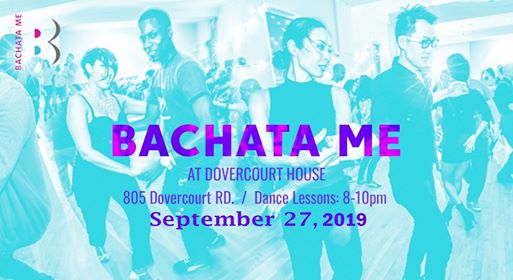 BACHATA ME
BACHATA ME
AT DOVERCOURT HOUSE
805 Dovercourt RD. / Dance Lessons: 8-10pm
September 27, 2019